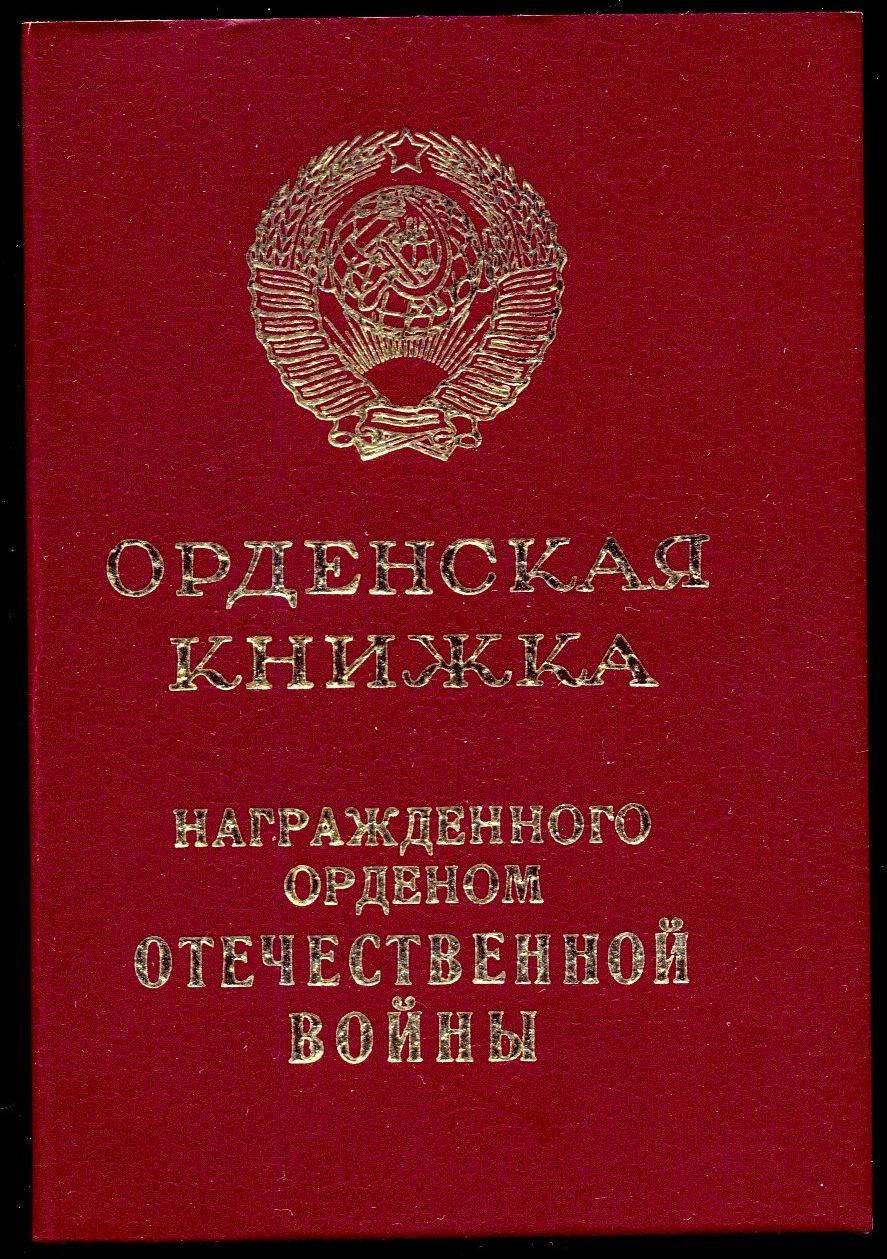 ОРДЕНСКАЯ
КНИЖКА
НАГРАЖДЕННОГО
ОРДЕНОМ
ОТЕЧЕСТВЕННОЙ
ВОЙНЫ